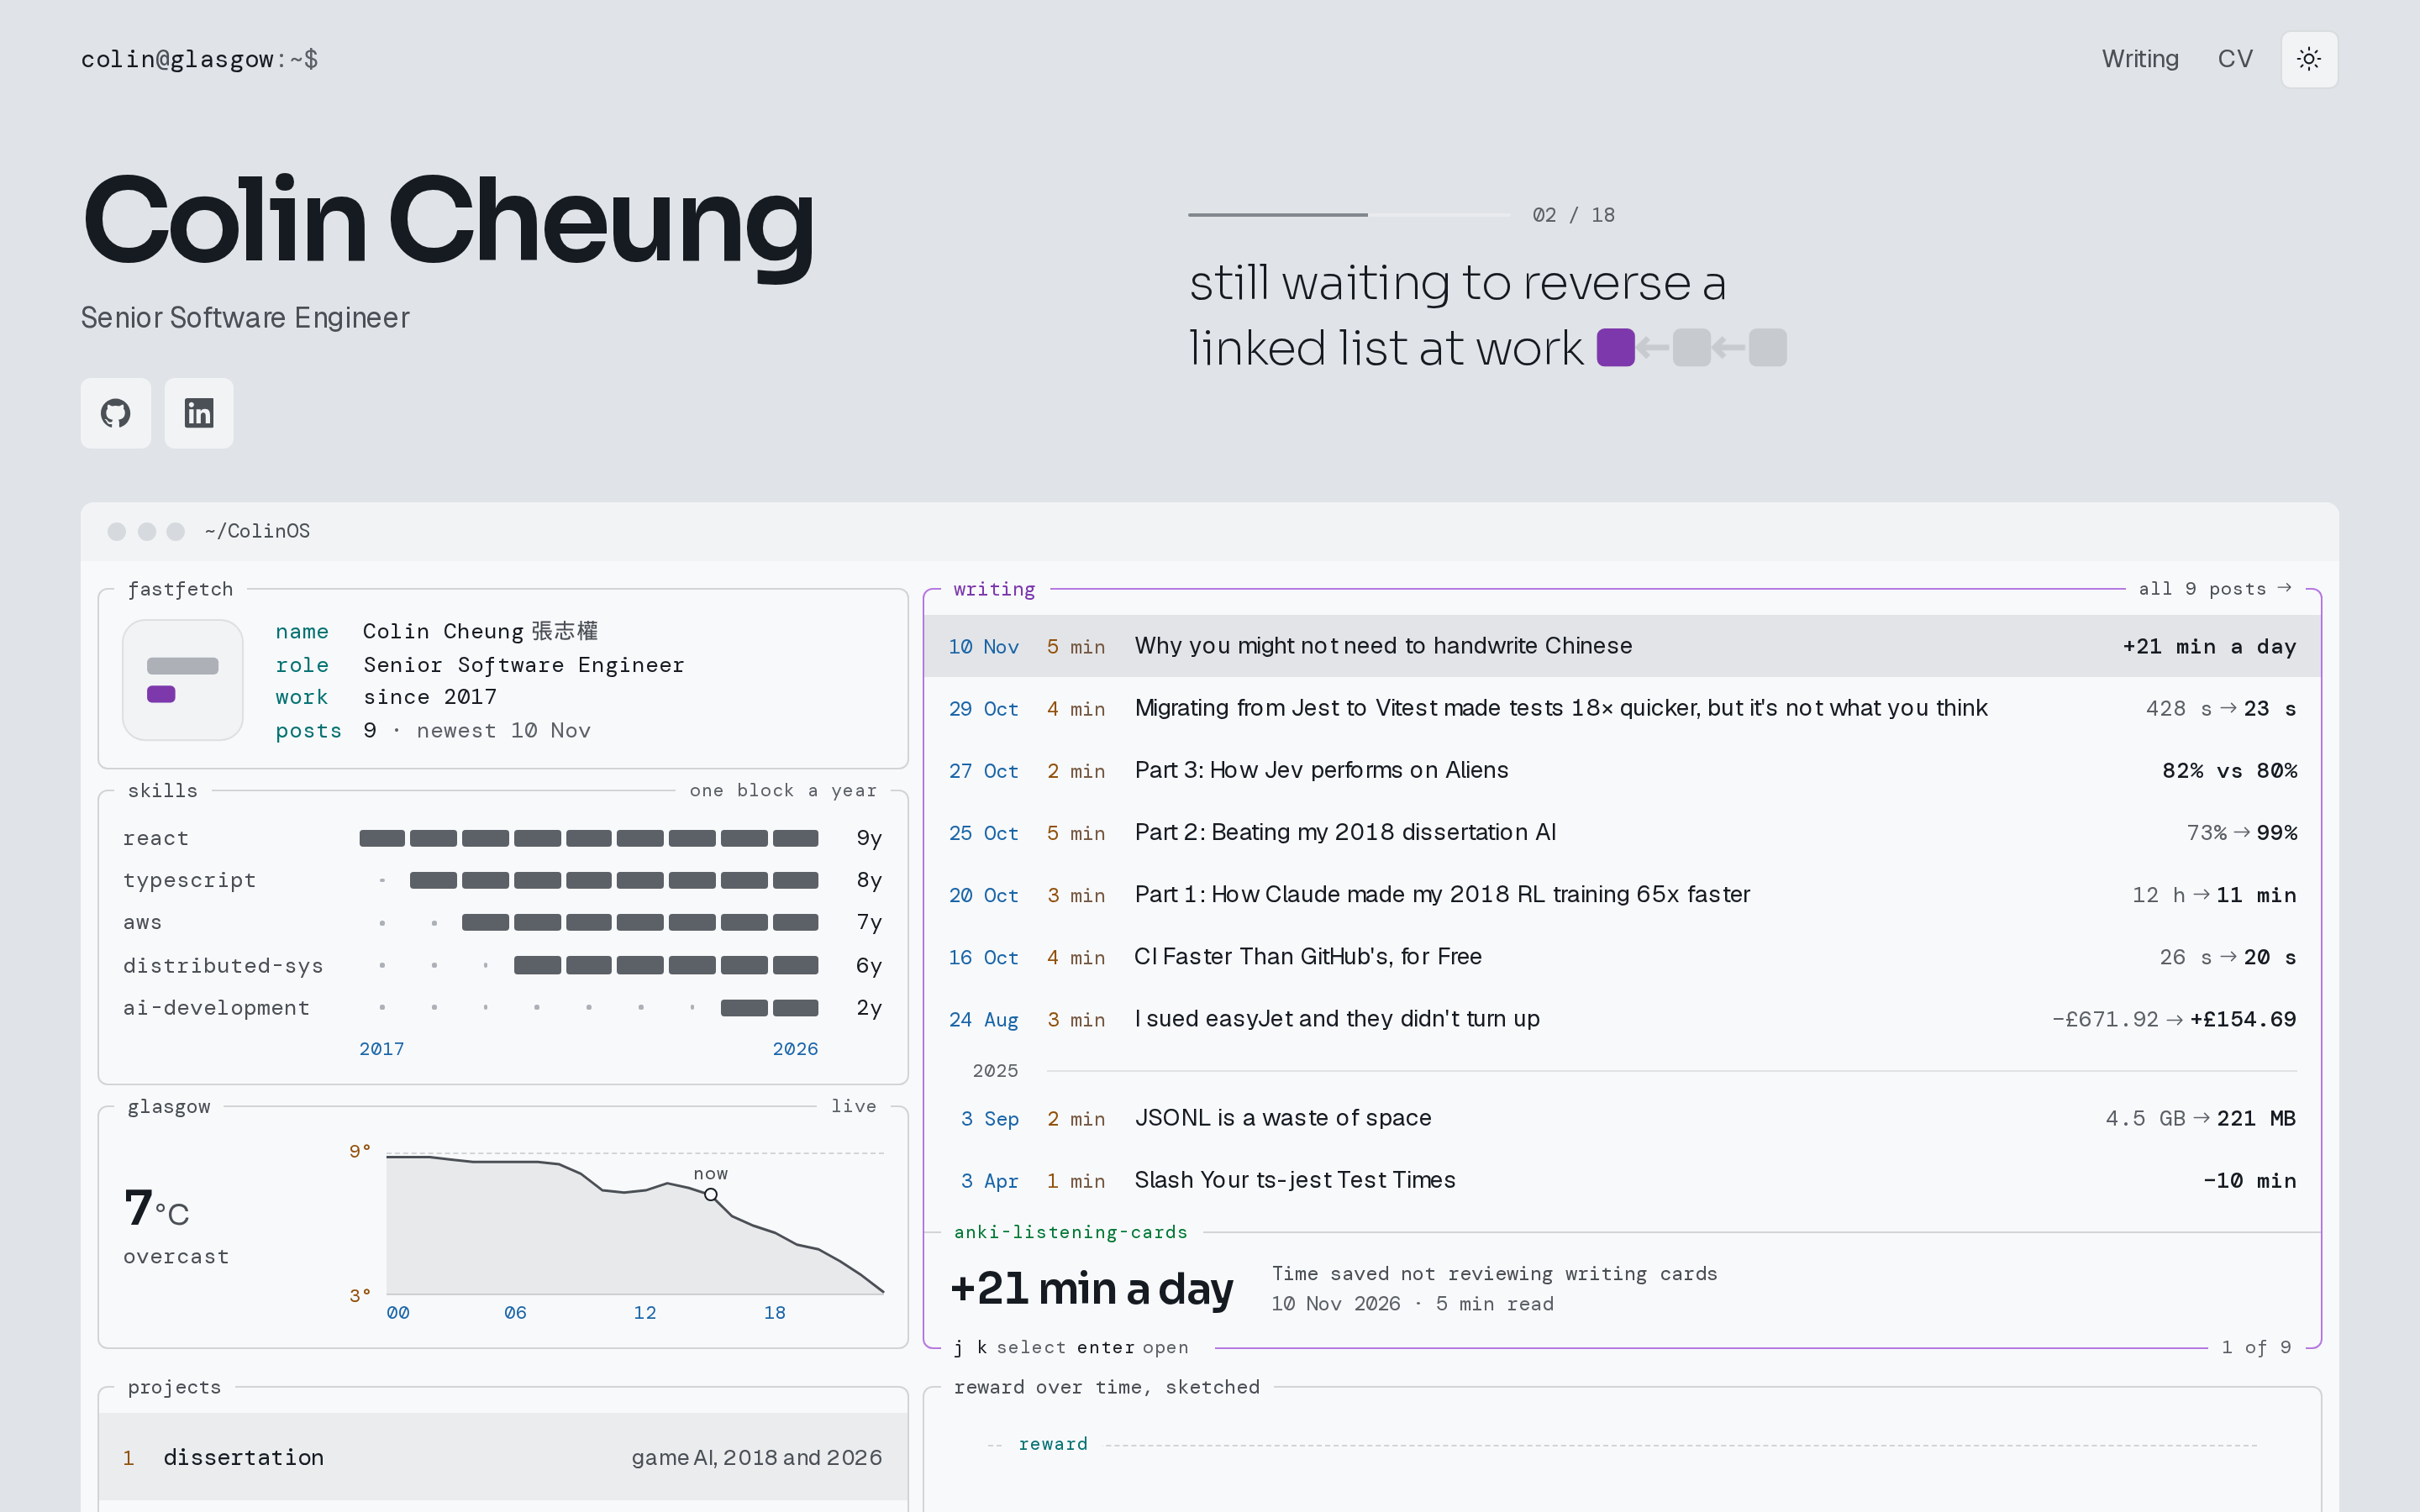 colin@glasgow:~$
Writing CV
Colin Cheung
Senior Software Engineer
02 / 18
still waiting to reverse a
linked list at work
~/ColinOS
fastfetch
name Colin Cheung 張志權
role Senior Software Engineer
work since 2017
posts 9 · newest 10 Nov
skills one block a year
react 9y
typescript 8y
aws 7y
distributed-sys 6y
ai-development 2y
2017 2026
glasgow live
7°C
overcast
9°
now
3°
00 06 12 18
writing all 9 posts →
10 Nov 5 min Why you might not need to handwrite Chinese +21 min a day
29 Oct 4 min Migrating from Jest to Vitest made tests 18× quicker, but it's not what you think 428 s → 23 s
27 Oct 2 min Part 3: How Jev performs on Aliens 82% vs 80%
25 Oct 5 min Part 2: Beating my 2018 dissertation AI 73% → 99%
20 Oct 3 min Part 1: How Claude made my 2018 RL training 65x faster 12 h → 11 min
16 Oct 4 min CI Faster Than GitHub's, for Free 26 s → 20 s
24 Aug 3 min I sued easyJet and they didn't turn up −£671.92 → +£154.69
2025
3 Sep 2 min JSONL is a waste of space 4.5 GB → 221 MB
3 Apr 1 min Slash Your ts-jest Test Times −10 min
anki-listening-cards
+21 min a day
Time saved not reviewing writing cards
10 Nov 2026 · 5 min read
j k select enter open 1 of 9
projects
1 dissertation game AI, 2018 and 2026
reward over time, sketched
reward